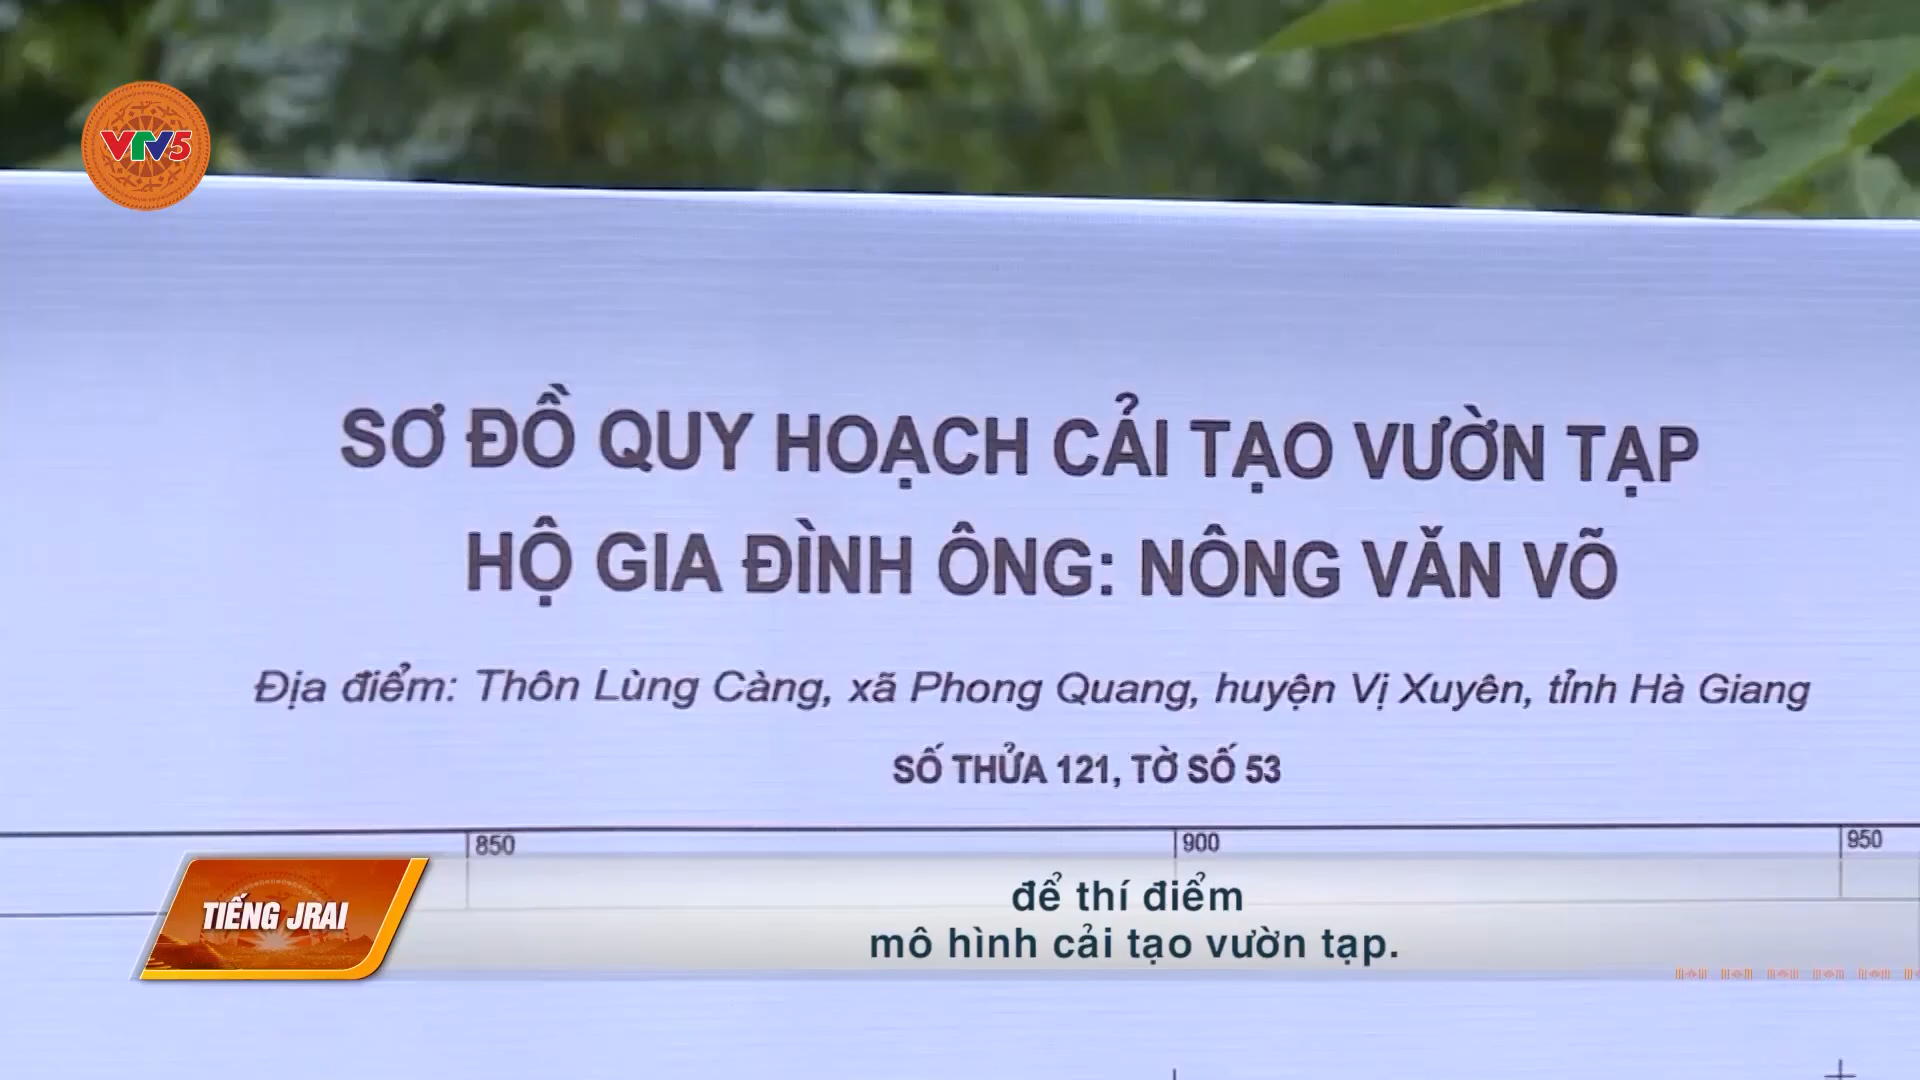 VTV5
SƠ ĐỒ QUY HOẠCH CẢI TẠO VƯỜN TẠP
HỘ GIA ĐÌNH ÔNG: NÔNG VĂN VÕ
Địa điểm: Thôn Lùng Càng, xã Phong Quang, huyện Vị Xuyên, tỉnh Hà Giang
SỐ THỬA 121, TỜ SỐ 53
850 900 950
TIẾNG JRAI
để thí điểm
mô hình cải tạo vườn tạp.